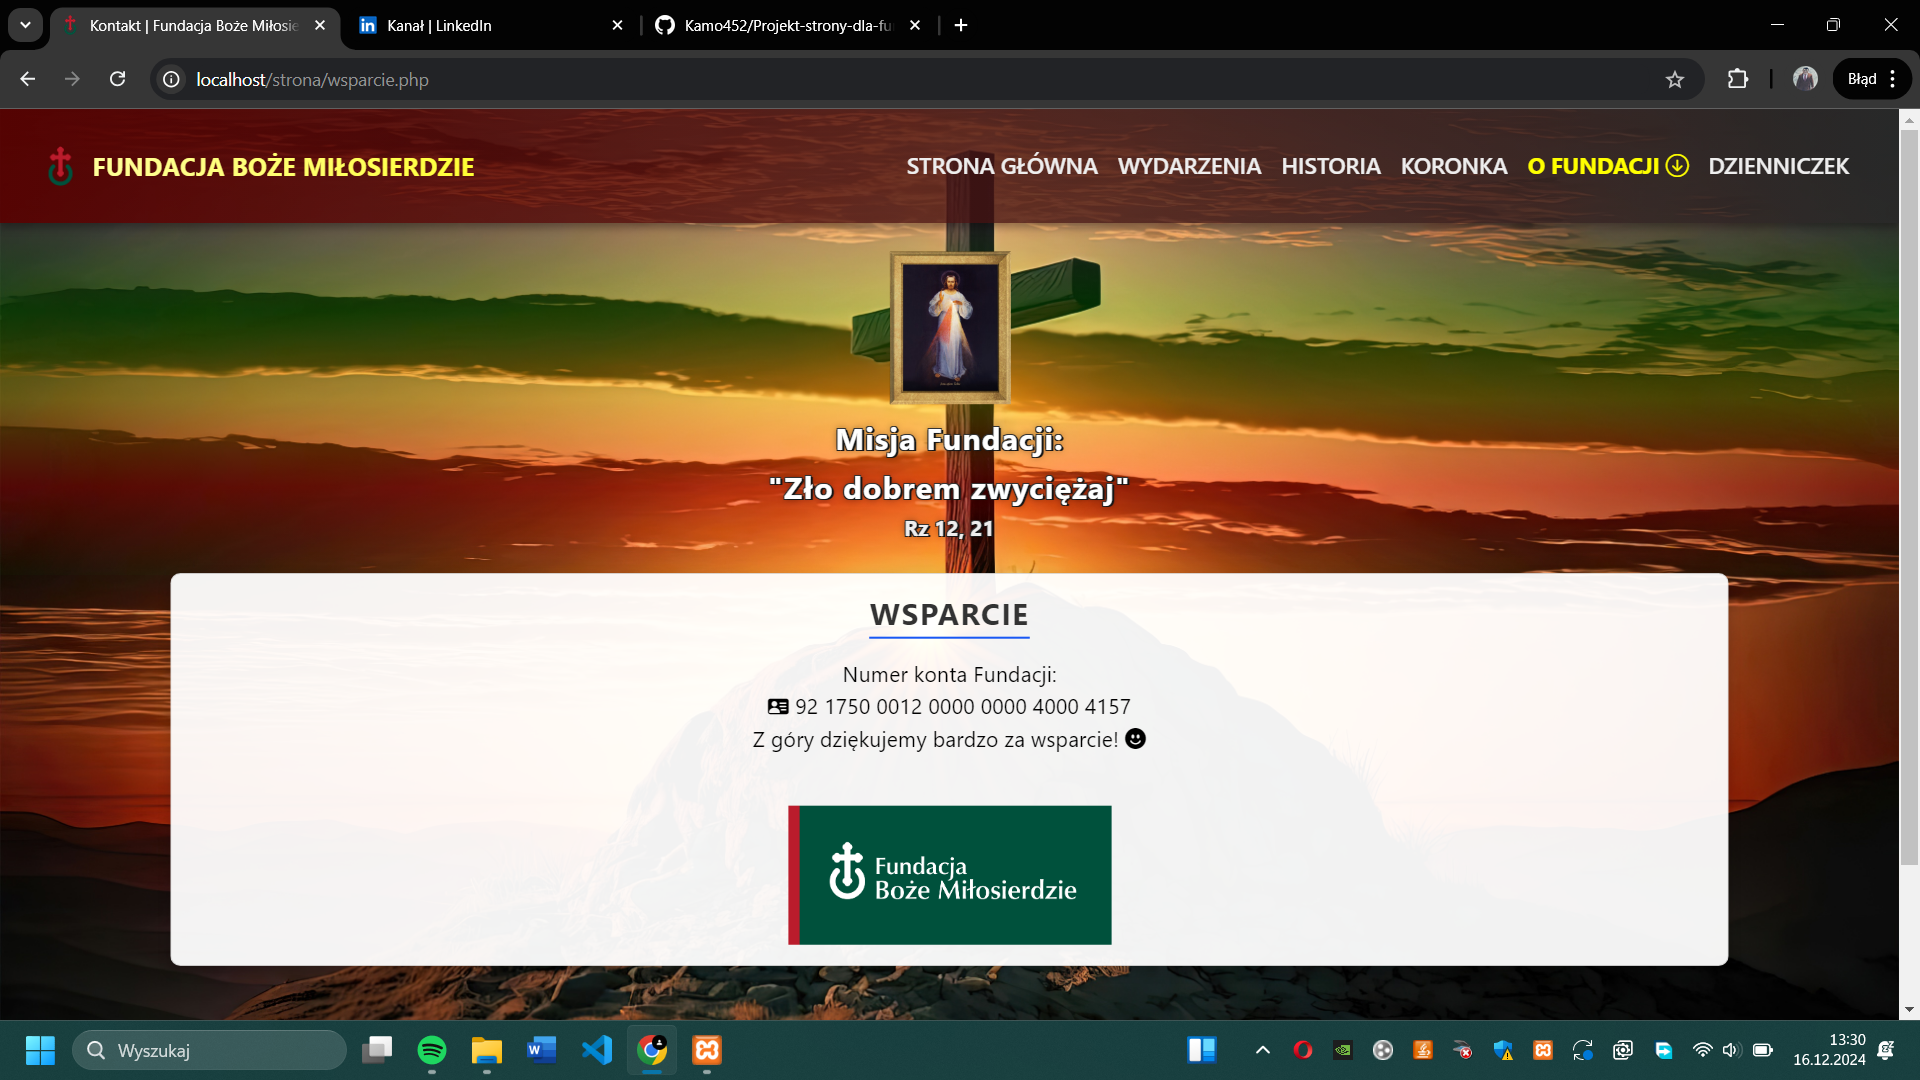 Kontakt | Fundacja Boże Miłosie
Kanał | LinkedIn
Kamo452/Projekt-strony-dla-fu
localhost/strona/wsparcie.php
Błąd
FUNDACJA BOŻE MIŁOSIERDZIE
STRONA GŁÓWNA WYDARZENIA HISTORIA KORONKA O FUNDACJI DZIENNICZEK
Misja Fundacji:
"Zło dobrem zwyciężaj"
Rz 12, 21
WSPARCIE
Numer konta Fundacji:
92 1750 0012 0000 0000 4000 4157
Z góry dziękujemy bardzo za wsparcie!
Fundacja
Boże Miłosierdzie
Wyszukaj
13:30
16.12.2024